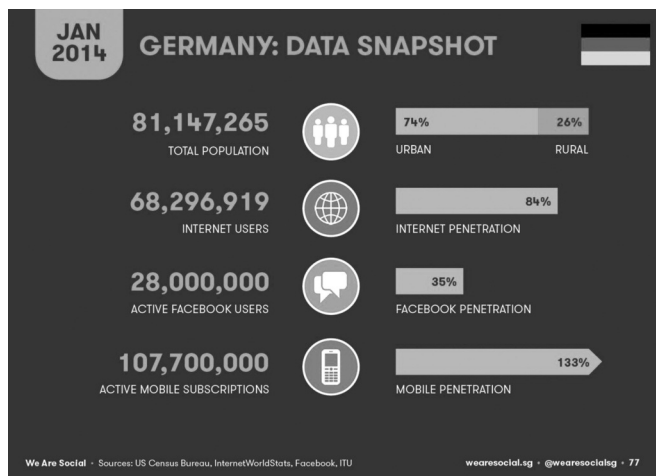 JAN
2014
GERMANY: DATA SNAPSHOT
81,147,265
TOTAL POPULATION
74% 26%
URBAN RURAL
68,296,919
INTERNET USERS
84%
INTERNET PENETRATION
28,000,000
ACTIVE FACEBOOK USERS
35%
FACEBOOK PENETRATION
107,700,000
ACTIVE MOBILE SUBSCRIPTIONS
133%
MOBILE PENETRATION
We Are Social • Sources: US Census Bureau, InternetWorldStats, Facebook, ITU
wearesocial.sg • @wearesocialsg • 77